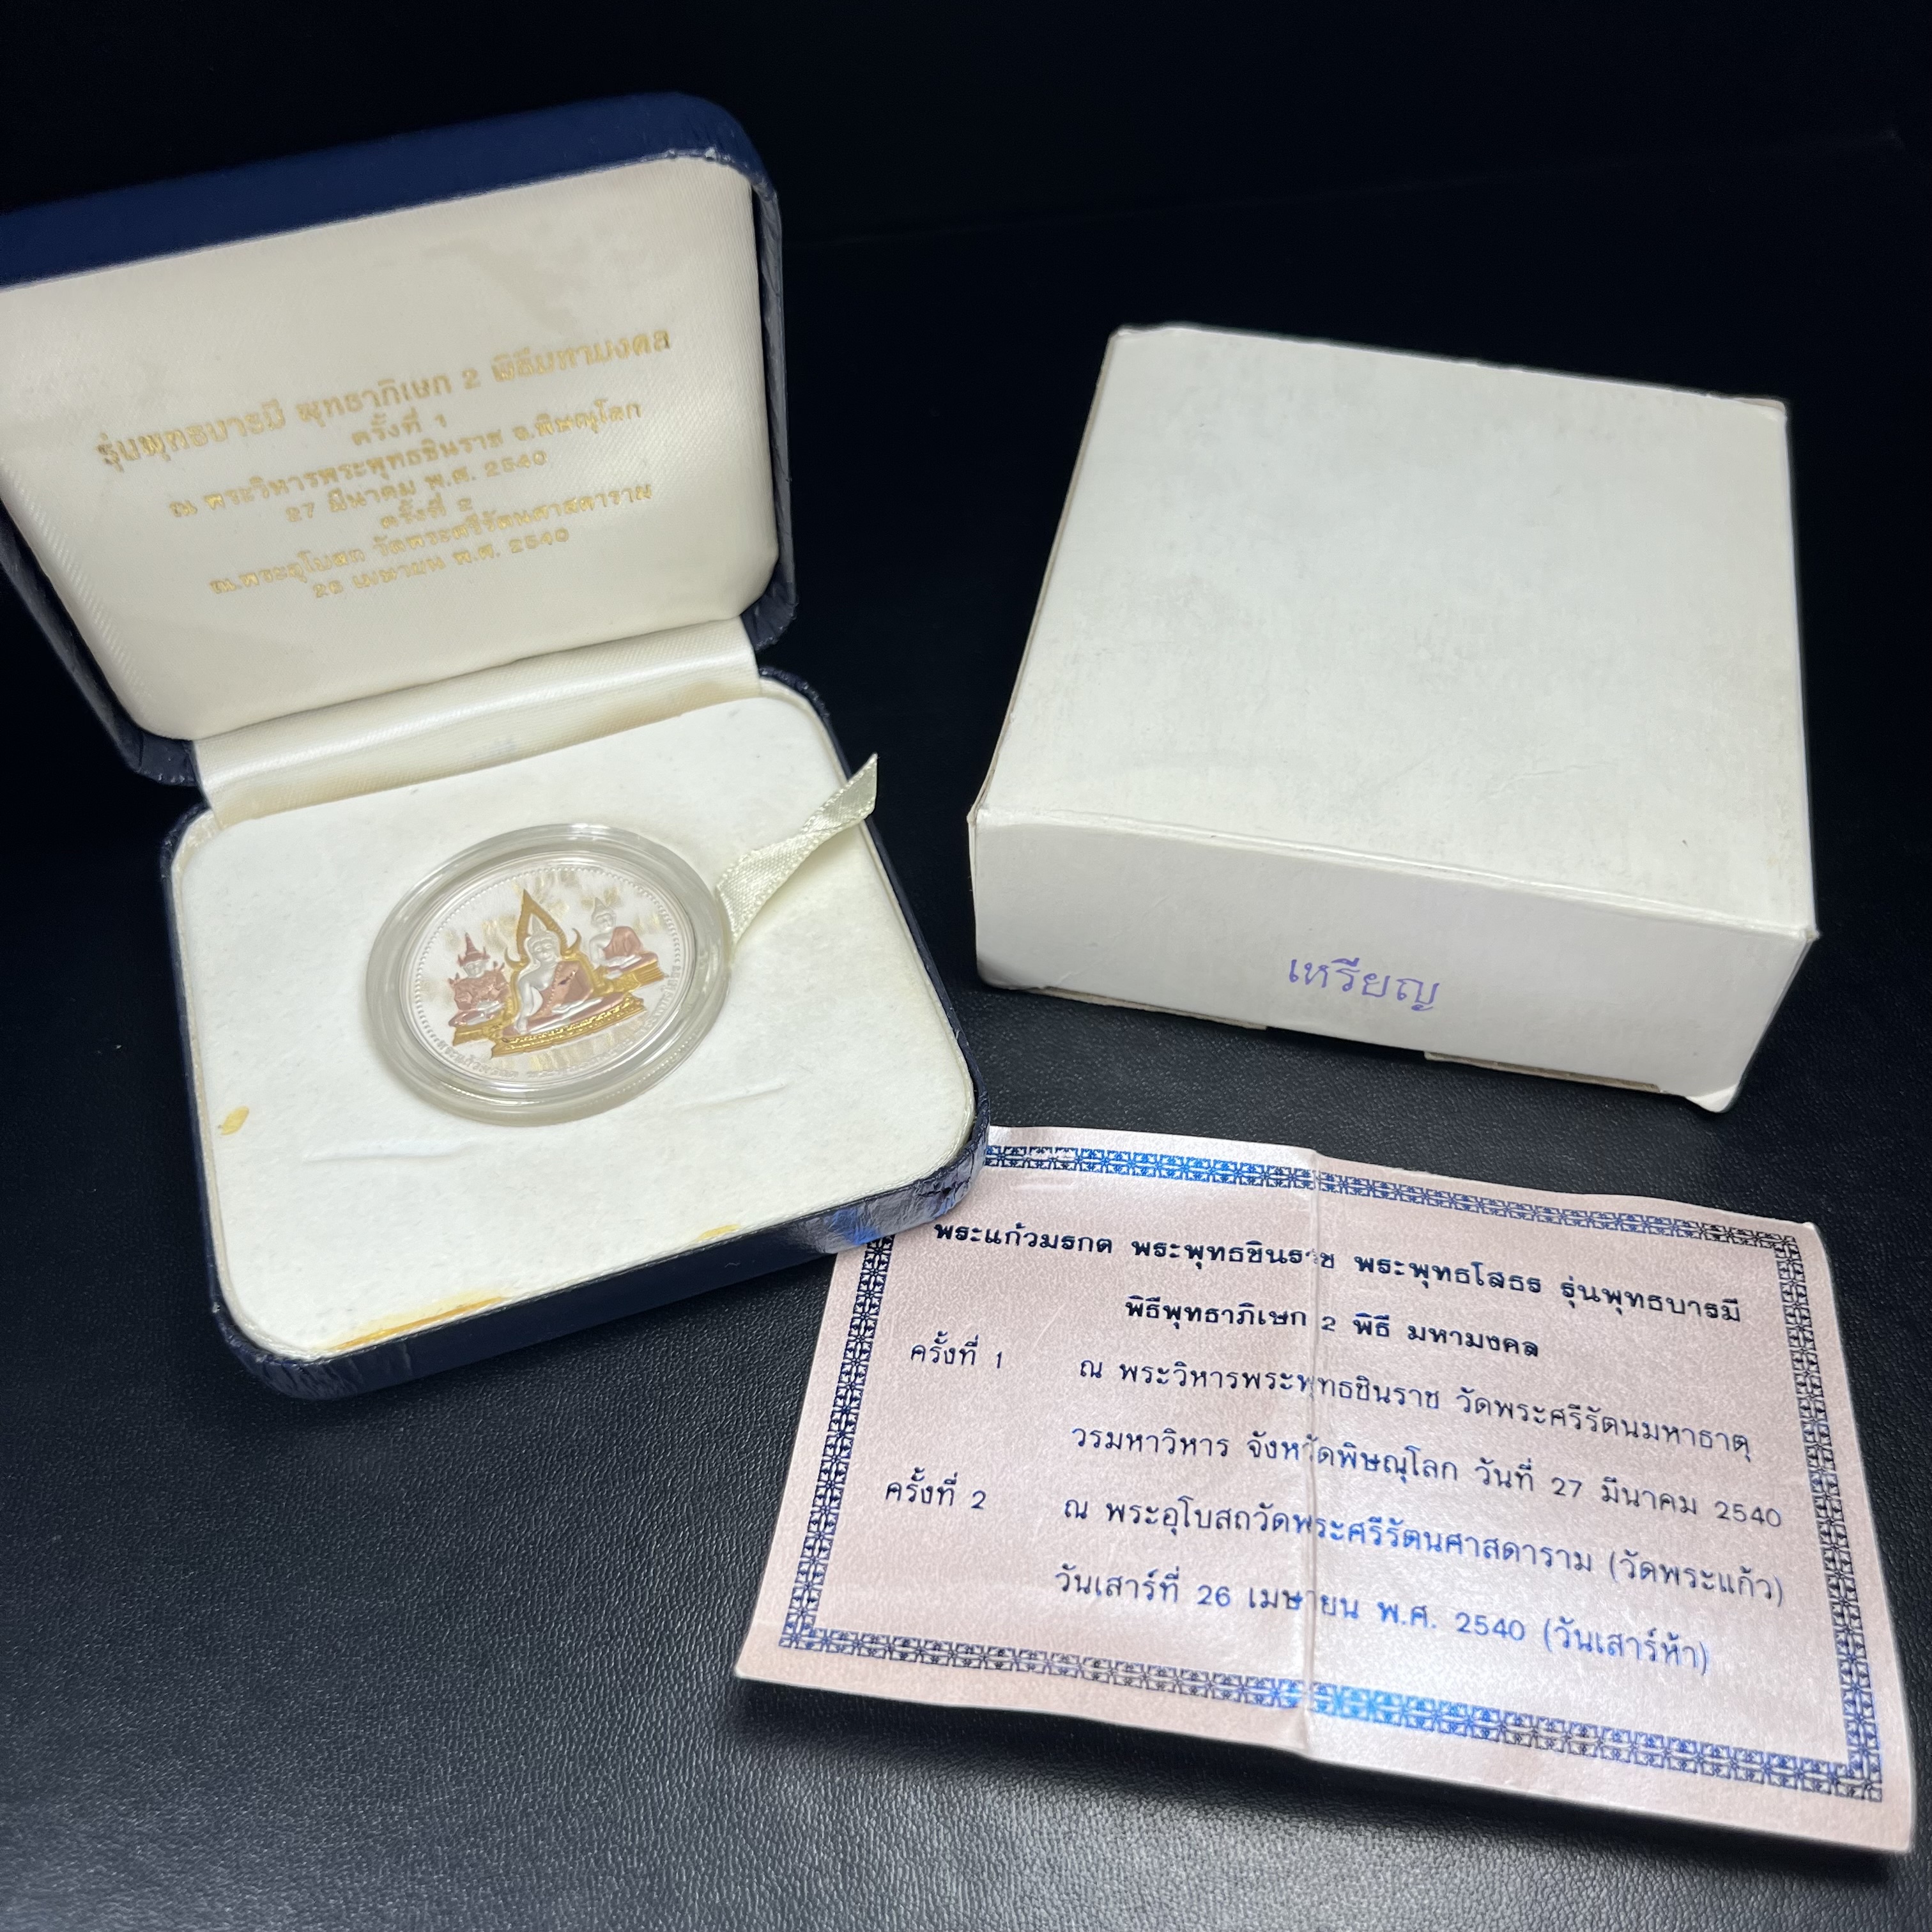 รุ่นพุทธบารมี พุทธาภิเษก 2 พิธีมหามงคล
ครั้งที่ 1
ณ พระวิหารพระพุทธชินราช จ.พิษณุโลก
27 มีนาคม พ.ศ. 2540
ครั้งที่ 2
ณ.พระอุโบสถ วัดพระศรีรัตนศาสดาราม
26 เมษายน พ.ศ. 2540
พระแก้วมรกต
เหรียญ
พระแก้วมรกต พระพุทธชินราช พระพุทธโสธร รุ่นพุทธบารมี
พิธีพุทธาภิเษก 2 พิธี มหามงคล
ครั้งที่ 1 ณ พระวิหารพระพุทธชินราช วัดพระศรีรัตนมหาธาตุ
วรมหาวิหาร จังหวัดพิษณุโลก วันที่ 27 มีนาคม 2540
ครั้งที่ 2 ณ พระอุโบสถวัดพระศรีรัตนศาสดาราม (วัดพระแก้ว)
วันเสาร์ที่ 26 เมษายน พ.ศ. 2540 (วันเสาร์ห้า)